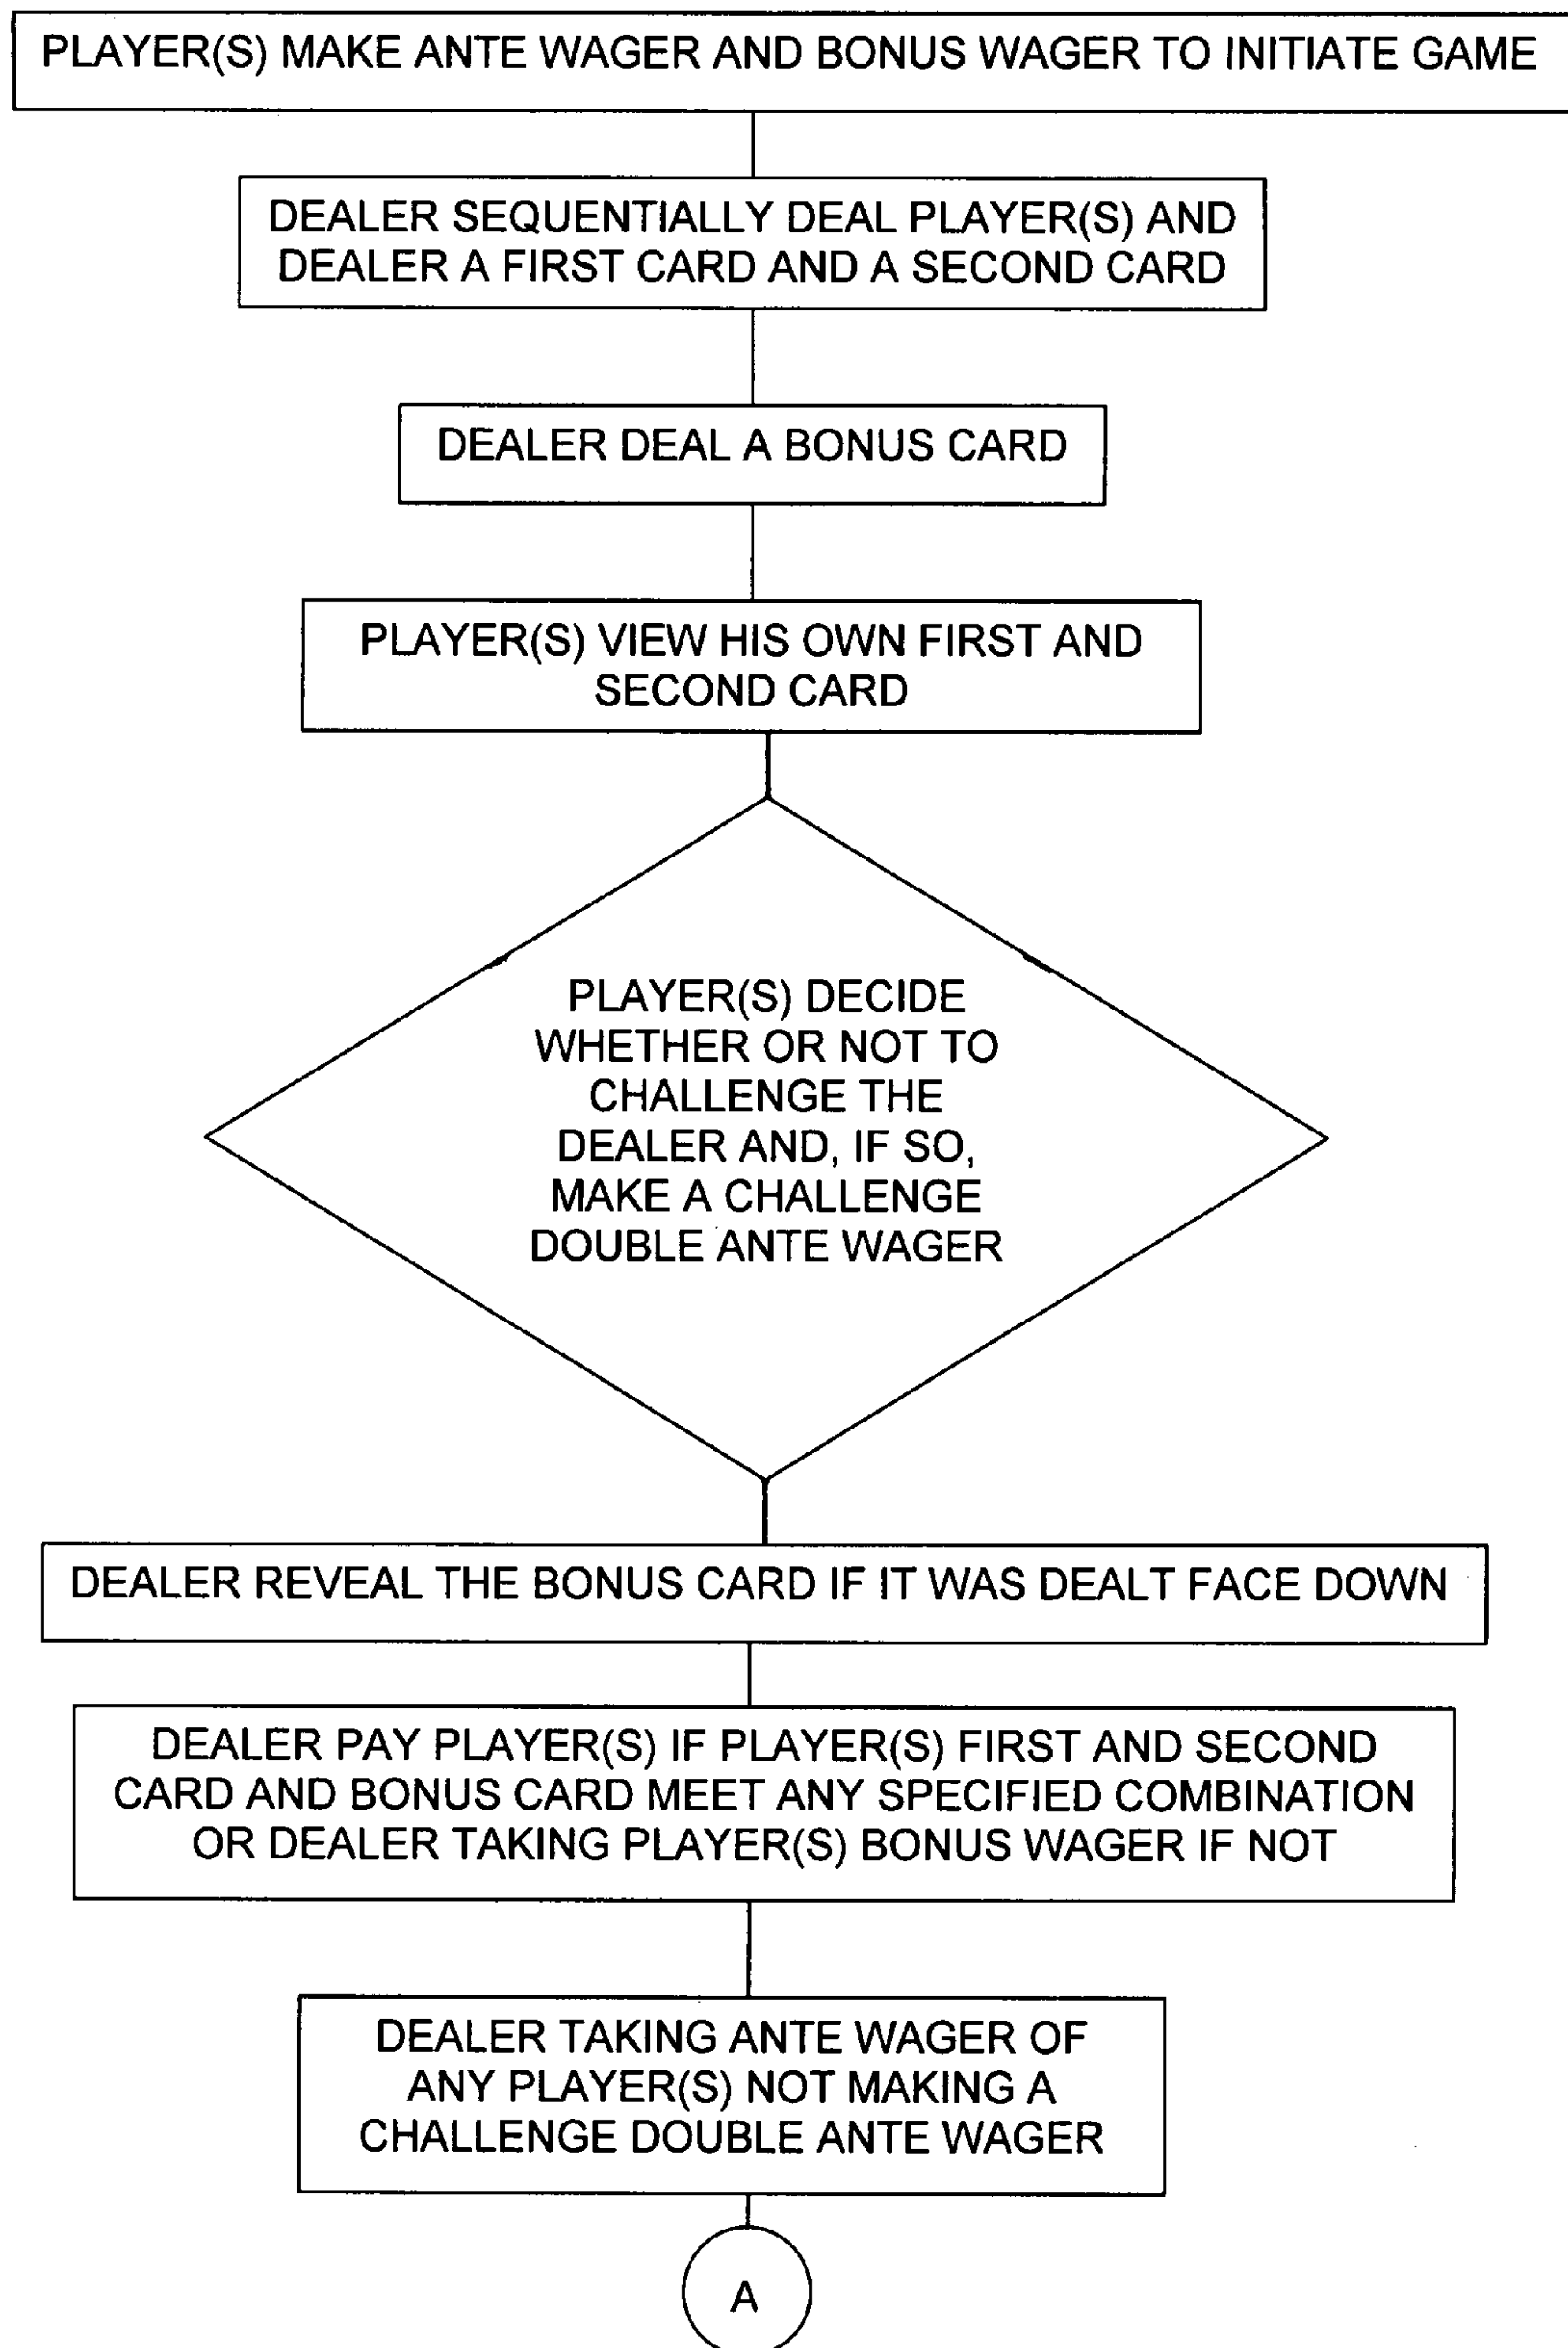 PLAYER(S) MAKE ANTE WAGER AND BONUS WAGER TO INITIATE GAME
DEALER SEQUENTIALLY DEAL PLAYER(S) AND
DEALER A FIRST CARD AND A SECOND CARD
DEALER DEAL A BONUS CARD
PLAYER(S) VIEW HIS OWN FIRST AND
SECOND CARD
PLAYER(S) DECIDE
WHETHER OR NOT TO
CHALLENGE THE
DEALER AND, IF SO,
MAKE A CHALLENGE
DOUBLE ANTE WAGER
DEALER REVEAL THE BONUS CARD IF IT WAS DEALT FACE DOWN
DEALER PAY PLAYER(S) IF PLAYER(S) FIRST AND SECOND
CARD AND BONUS CARD MEET ANY SPECIFIED COMBINATION
OR DEALER TAKING PLAYER(S) BONUS WAGER IF NOT
DEALER TAKING ANTE WAGER OF
ANY PLAYER(S) NOT MAKING A
CHALLENGE DOUBLE ANTE WAGER
A